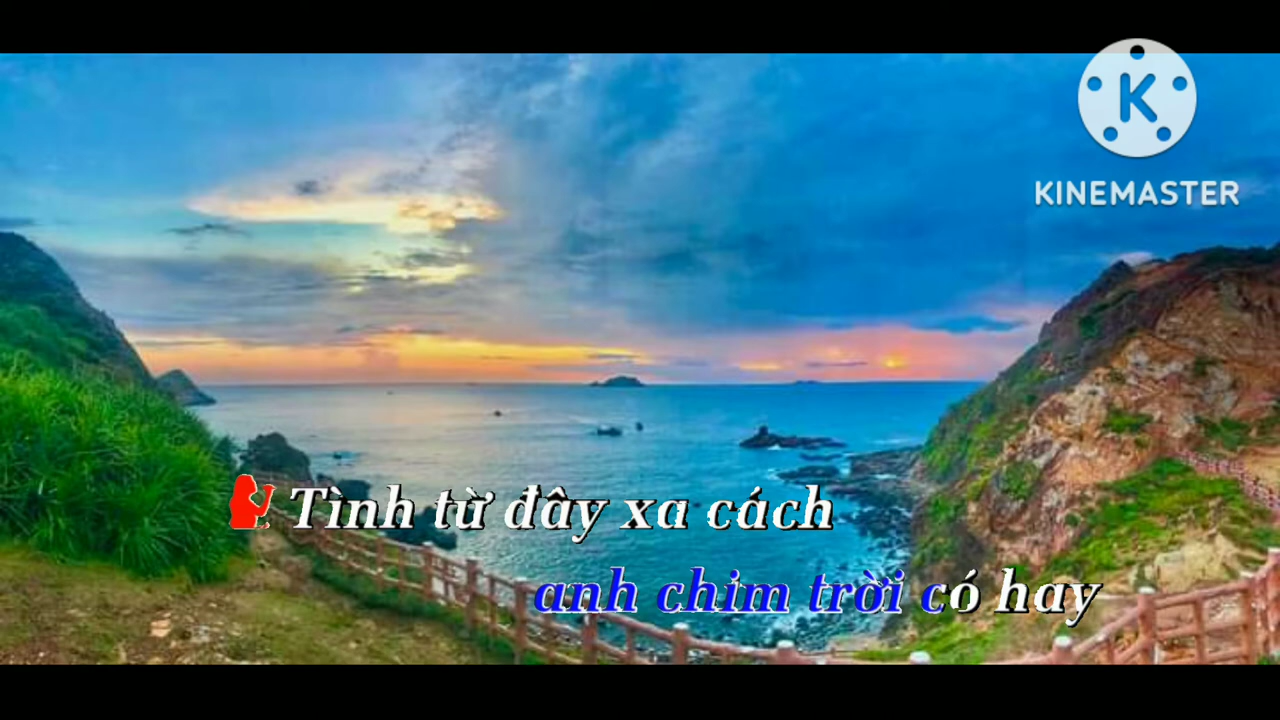 KINEMASTER
Tình từ đây xa cách
anh chim trời có hay